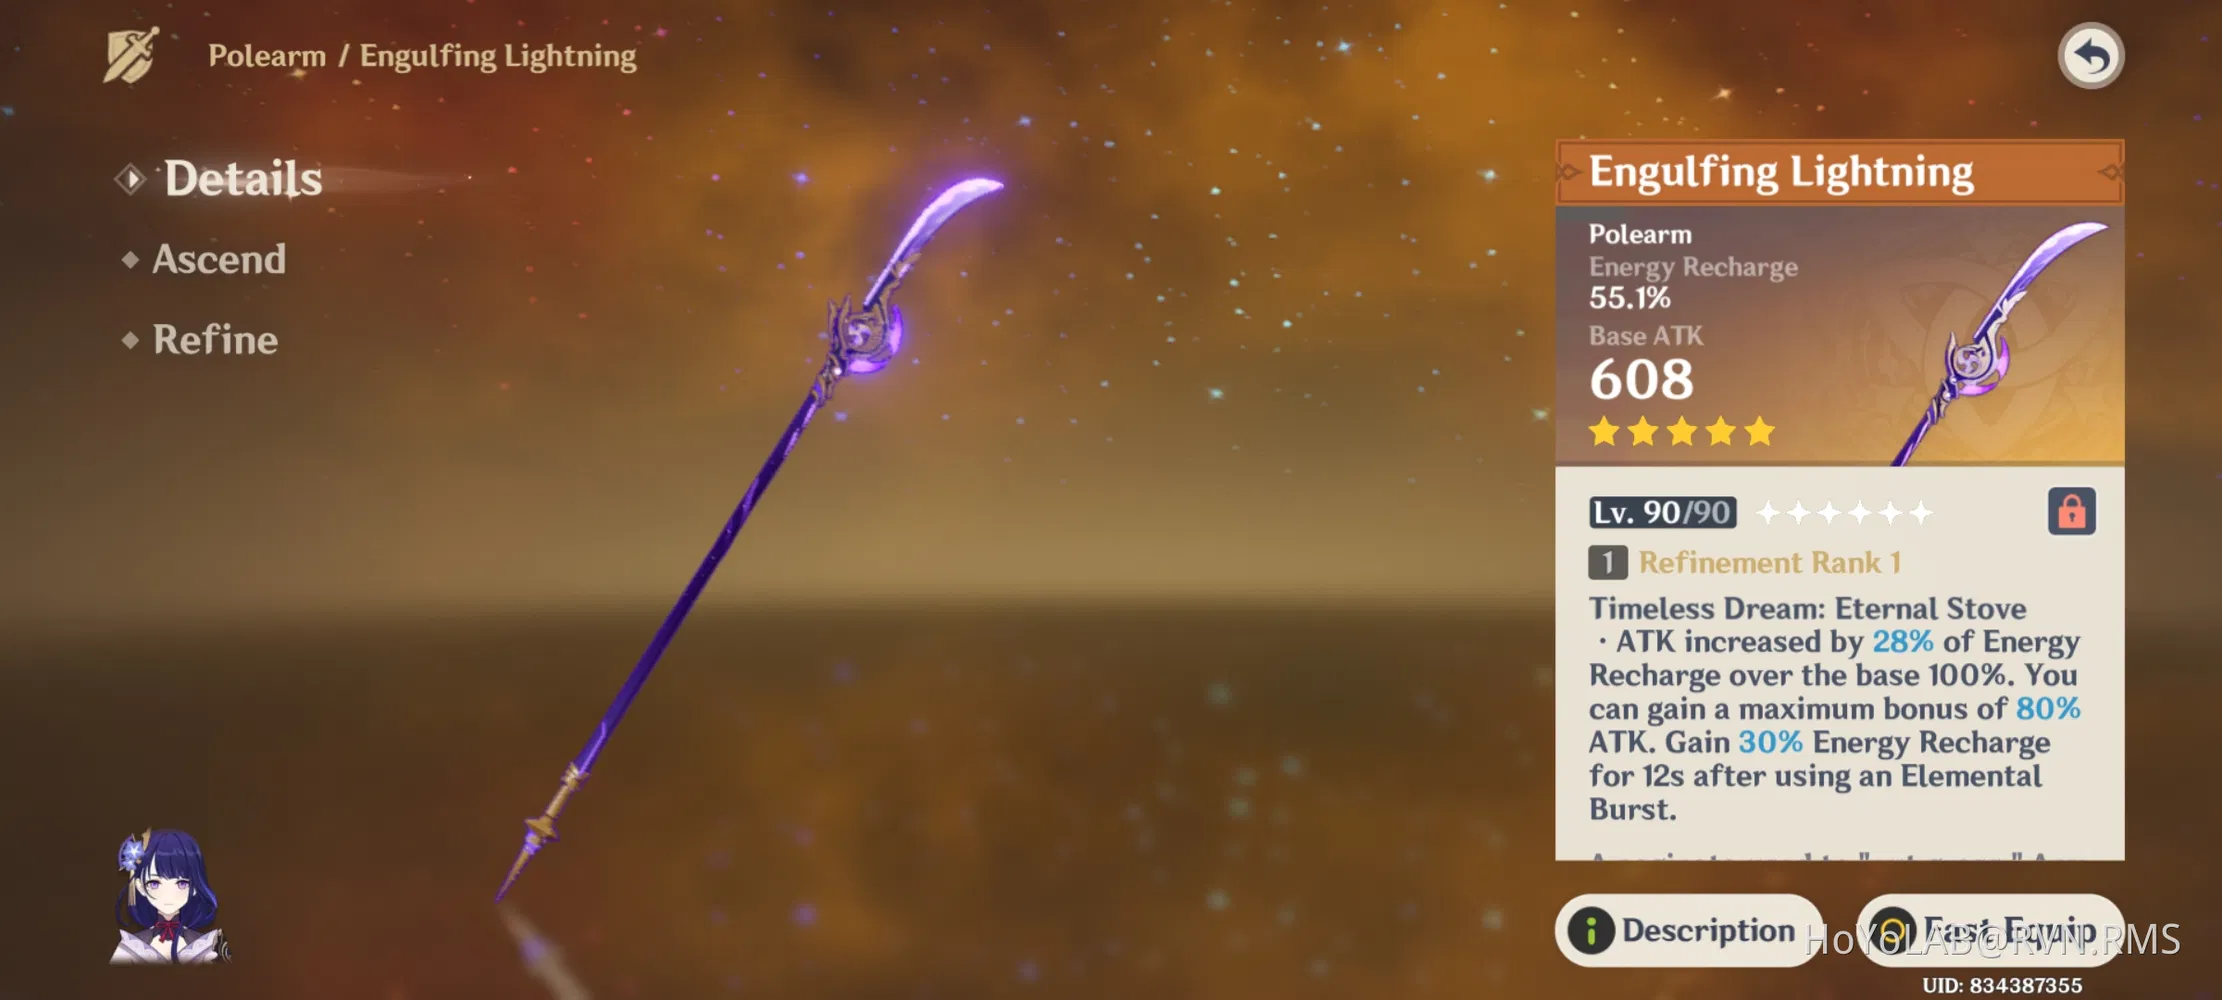 Polearm / Engulfing Lightning
Details
Ascend
Refine
Engulfing Lightning
Polearm
Energy Recharge
55.1%
Base ATK
608
Lv. 90/90
1 Refinement Rank 1
Timeless Dream: Eternal Stove
· ATK increased by 28% of Energy
Recharge over the base 100%. You
can gain a maximum bonus of 80%
ATK. Gain 30% Energy Recharge
for 12s after using an Elemental
Burst.
Description
Fast Equip
HoYoLAB@RVN.RMS
UID: 834387355